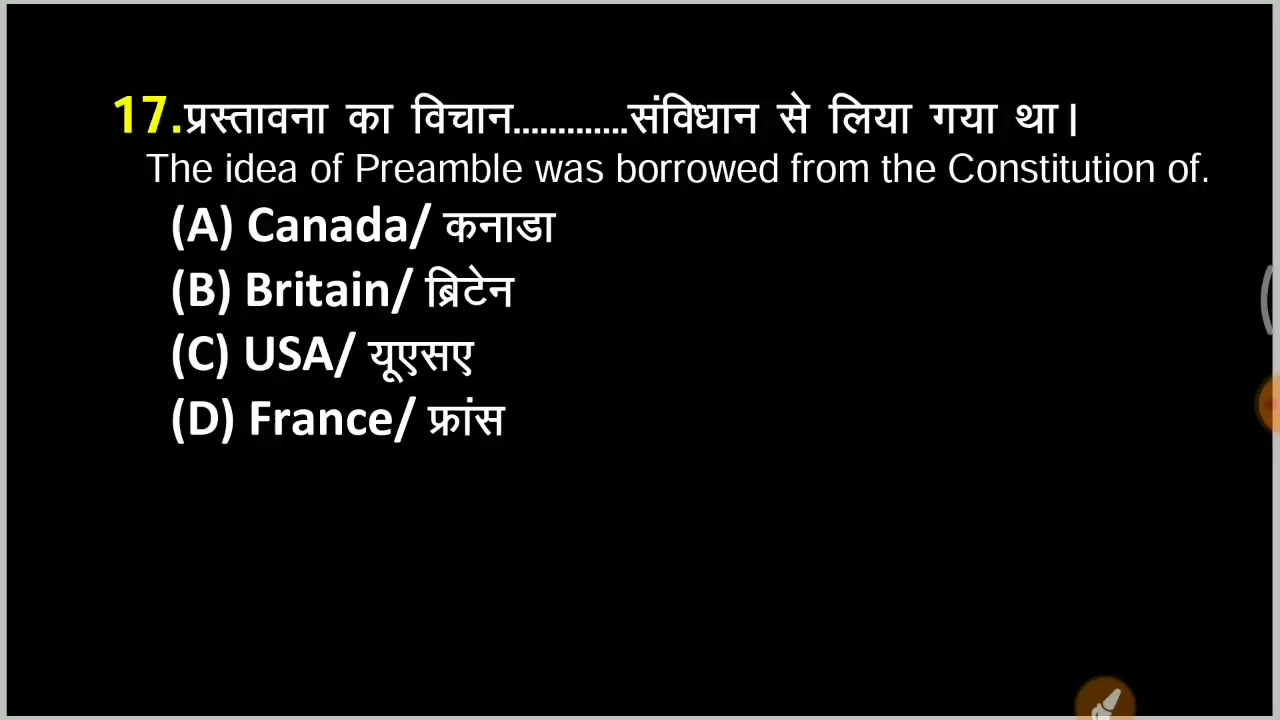 17.प्रस्तावना का विचान.............संविधान से लिया गया था।
The idea of Preamble was borrowed from the Constitution of.
(A) Canada/ कनाडा
(B) Britain/ ब्रिटेन
(C) USA/ यूएसए
(D) France/ फ्रांस